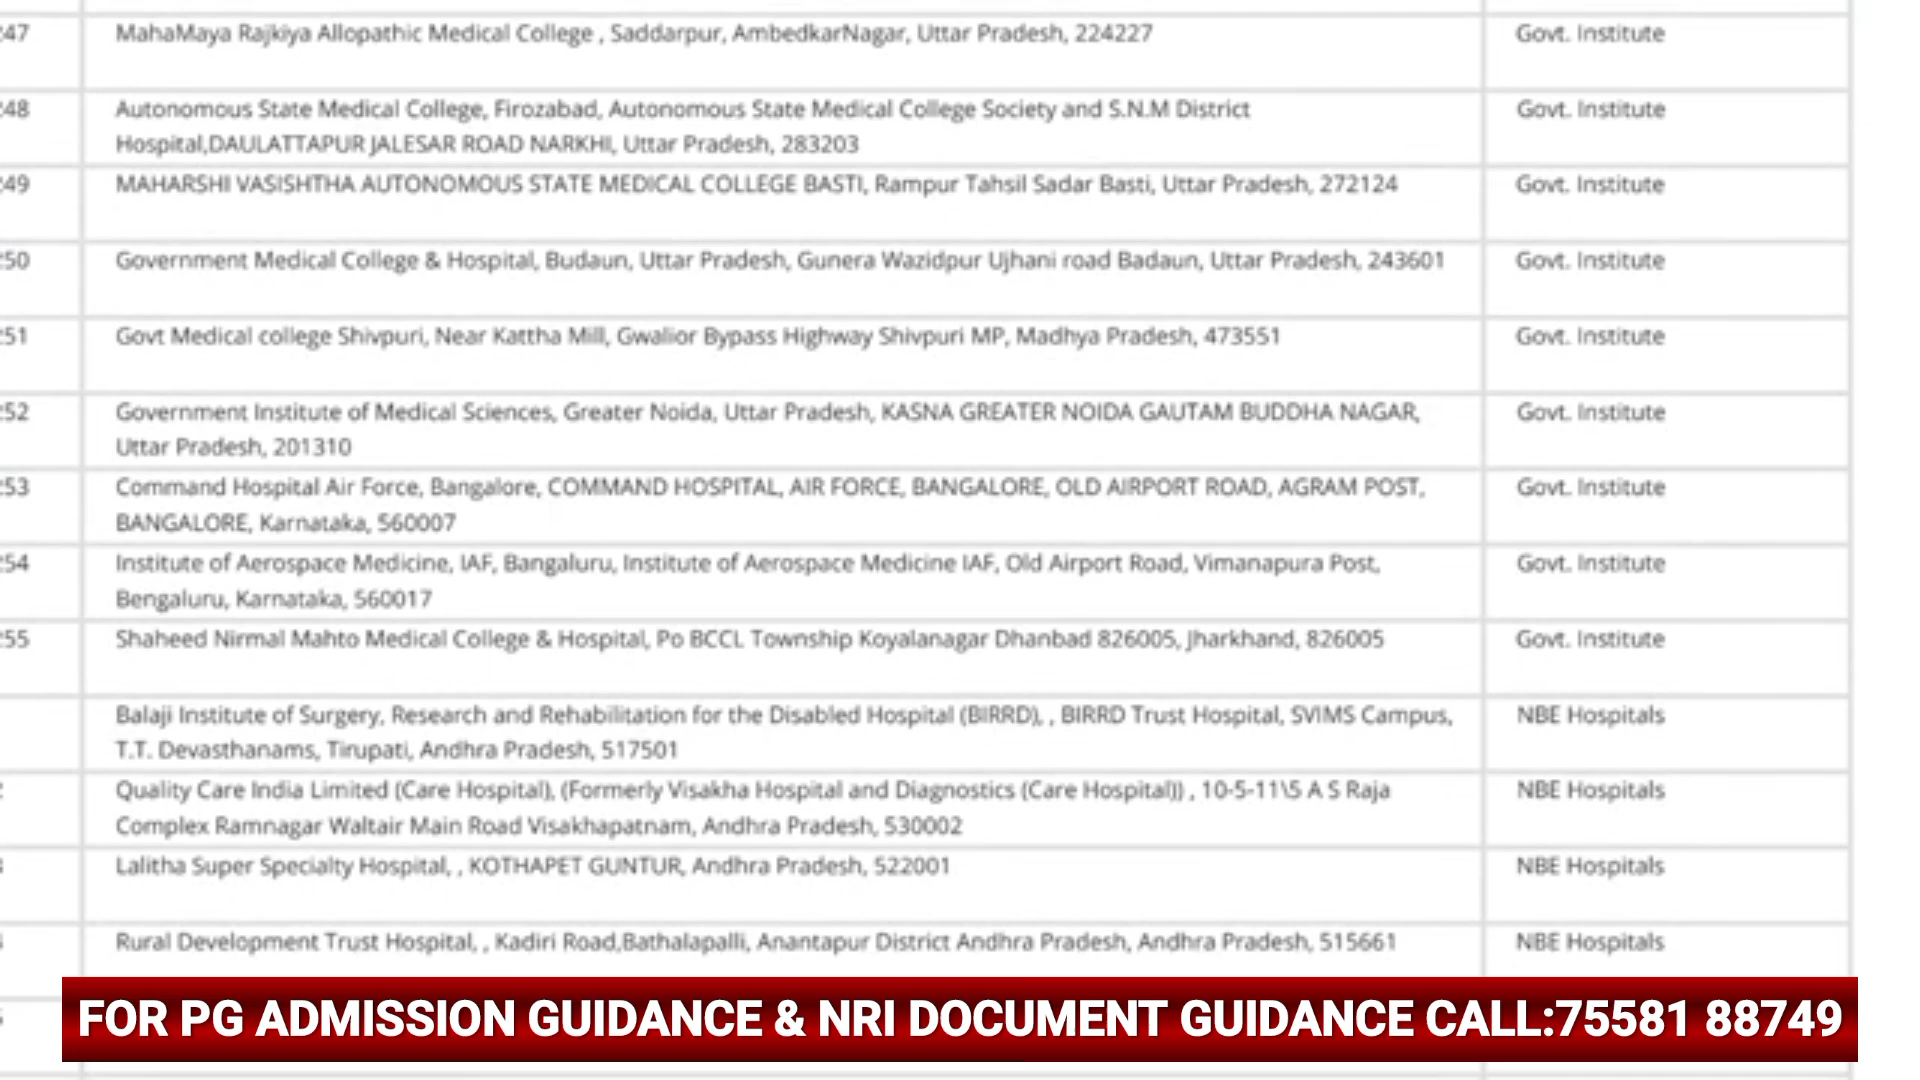 47 MahaMaya Rajkiya Allopathic Medical College , Saddarpur, AmbedkarNagar, Uttar Pradesh, 224227 Govt. Institute
48 Autonomous State Medical College, Firozabad, Autonomous State Medical College Society and S.N.M District Govt. Institute
Hospital,DAULATTAPUR JALESAR ROAD NARKHI, Uttar Pradesh, 283203
49 MAHARSHI VASISHTHA AUTONOMOUS STATE MEDICAL COLLEGE BASTI, Rampur Tahsil Sadar Basti, Uttar Pradesh, 272124 Govt. Institute
50 Government Medical College & Hospital, Budaun, Uttar Pradesh, Gunera Wazidpur Ujhani road Badaun, Uttar Pradesh, 243601 Govt. Institute
51 Govt Medical college Shivpuri, Near Kattha Mill, Gwalior Bypass Highway Shivpuri MP, Madhya Pradesh, 473551 Govt. Institute
52 Government Institute of Medical Sciences, Greater Noida, Uttar Pradesh, KASNA GREATER NOIDA GAUTAM BUDDHA NAGAR, Govt. Institute
Uttar Pradesh, 201310
53 Command Hospital Air Force, Bangalore, COMMAND HOSPITAL, AIR FORCE, BANGALORE, OLD AIRPORT ROAD, AGRAM POST, Govt. Institute
BANGALORE, Karnataka, 560007
54 Institute of Aerospace Medicine, IAF, Bangaluru, Institute of Aerospace Medicine IAF, Old Airport Road, Vimanapura Post, Govt. Institute
Bengaluru, Karnataka, 560017
55 Shaheed Nirmal Mahto Medical College & Hospital, Po BCCL Township Koyalanagar Dhanbad 826005, Jharkhand, 826005 Govt. Institute
Balaji Institute of Surgery, Research and Rehabilitation for the Disabled Hospital (BIRRD), , BIRRD Trust Hospital, SVIMS Campus, NBE Hospitals
T.T. Devasthanams, Tirupati, Andhra Pradesh, 517501
Quality Care India Limited (Care Hospital), (Formerly Visakha Hospital and Diagnostics (Care Hospital)) , 10-5-11\5 A S Raja NBE Hospitals
Complex Ramnagar Waltair Main Road Visakhapatnam, Andhra Pradesh, 530002
Lalitha Super Specialty Hospital, , KOTHAPET GUNTUR, Andhra Pradesh, 522001 NBE Hospitals
Rural Development Trust Hospital, , Kadiri Road,Bathalapalli, Anantapur District Andhra Pradesh, Andhra Pradesh, 515661 NBE Hospitals
FOR PG ADMISSION GUIDANCE & NRI DOCUMENT GUIDANCE CALL:75581 88749